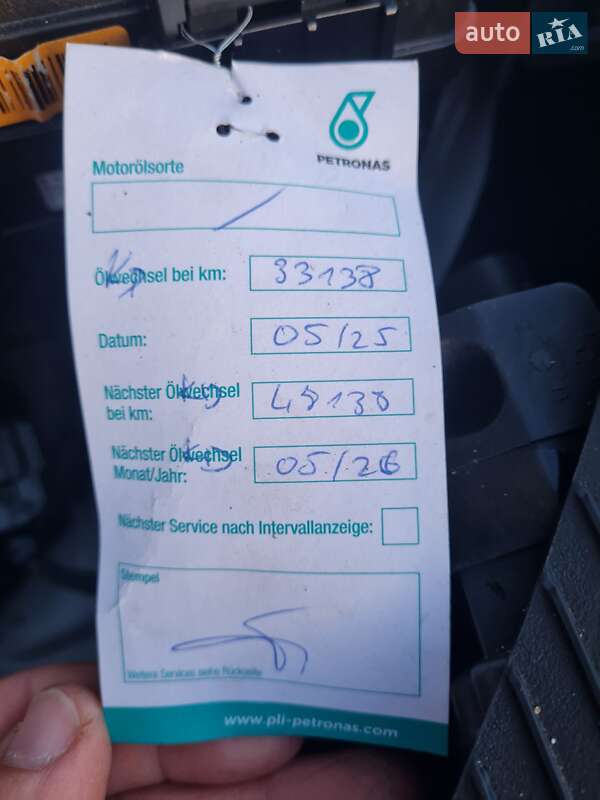 auto RIA.com
PETRONAS
Motorölsorte
/
Ölwechsel bei km: 33138
Datum: 05/25
Nächster Ölwechsel
bei km: 48138
Nächster Ölwechsel
Monat/Jahr: 05/26
Nächster Service nach Intervallanzeige:
Stempel
Weitere Services siehe Rückseite
www.pli-petronas.com